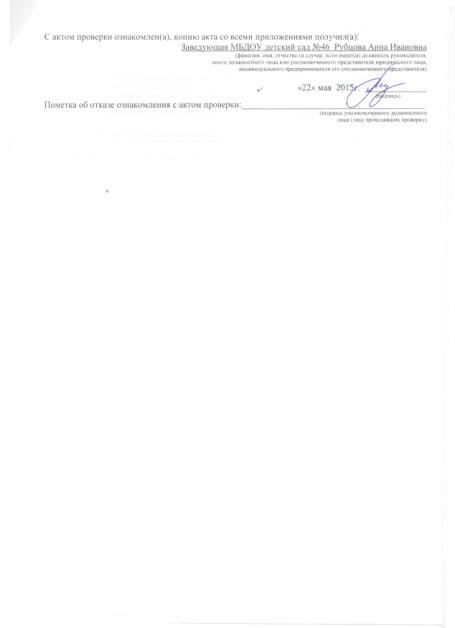 С актом проверки ознакомлен(а), копию акта со всеми приложениями получил(а):
Заведующая МБДОУ детский сад №46 Рубцова Анна Ивановна
(фамилия, имя, отчество (в случае, если имеется) должность руководителя,
иного должностного лица или уполномоченного представителя юридического лица,
индивидуального предпринимателя его уполномоченного представителя)
«22» мая 2015г.
(подпись)
Пометка об отказе ознакомления с актом проверки:
(подпись уполномоченного должностного
лица (лиц) проводивших проверку)